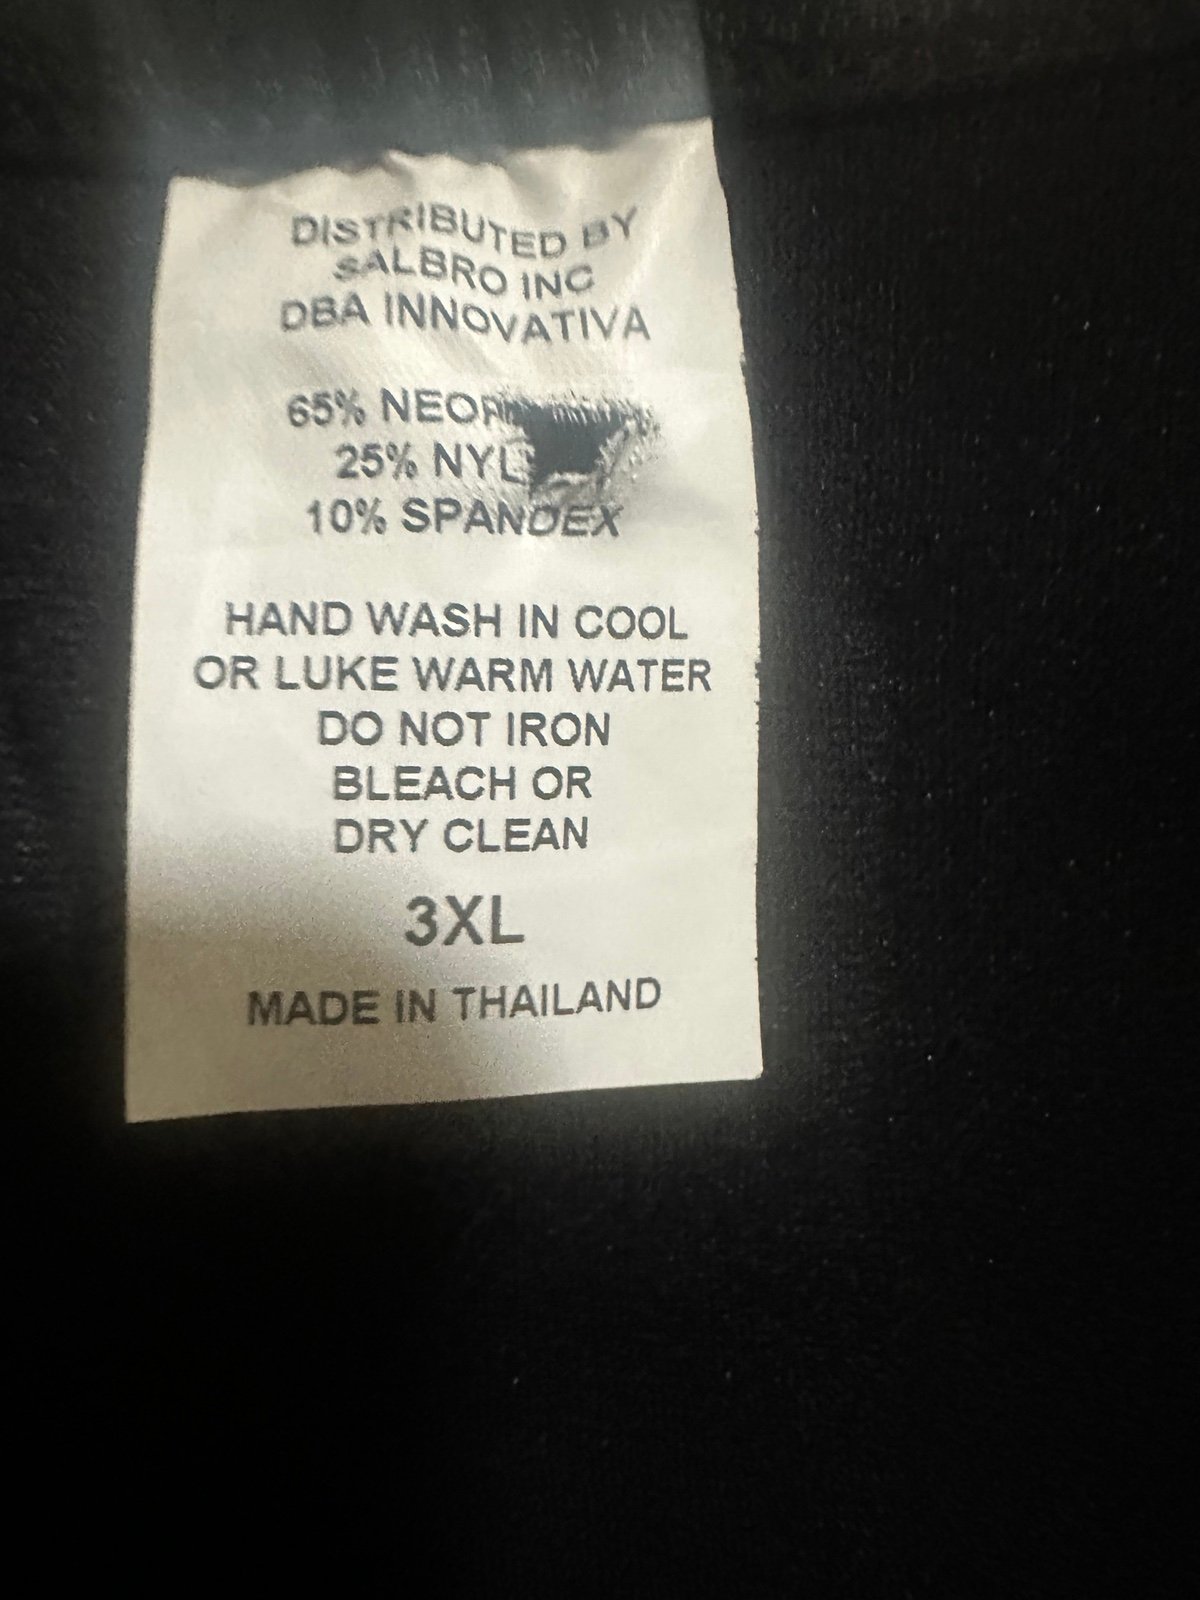 DISTRIBUTED BY
SALBRO INC
DBA INNOVATIVA
65% NEOP
25% NYL
10% SPANDEX
HAND WASH IN COOL
OR LUKE WARM WATER
DO NOT IRON
BLEACH OR
DRY CLEAN
3XL
MADE IN THAILAND